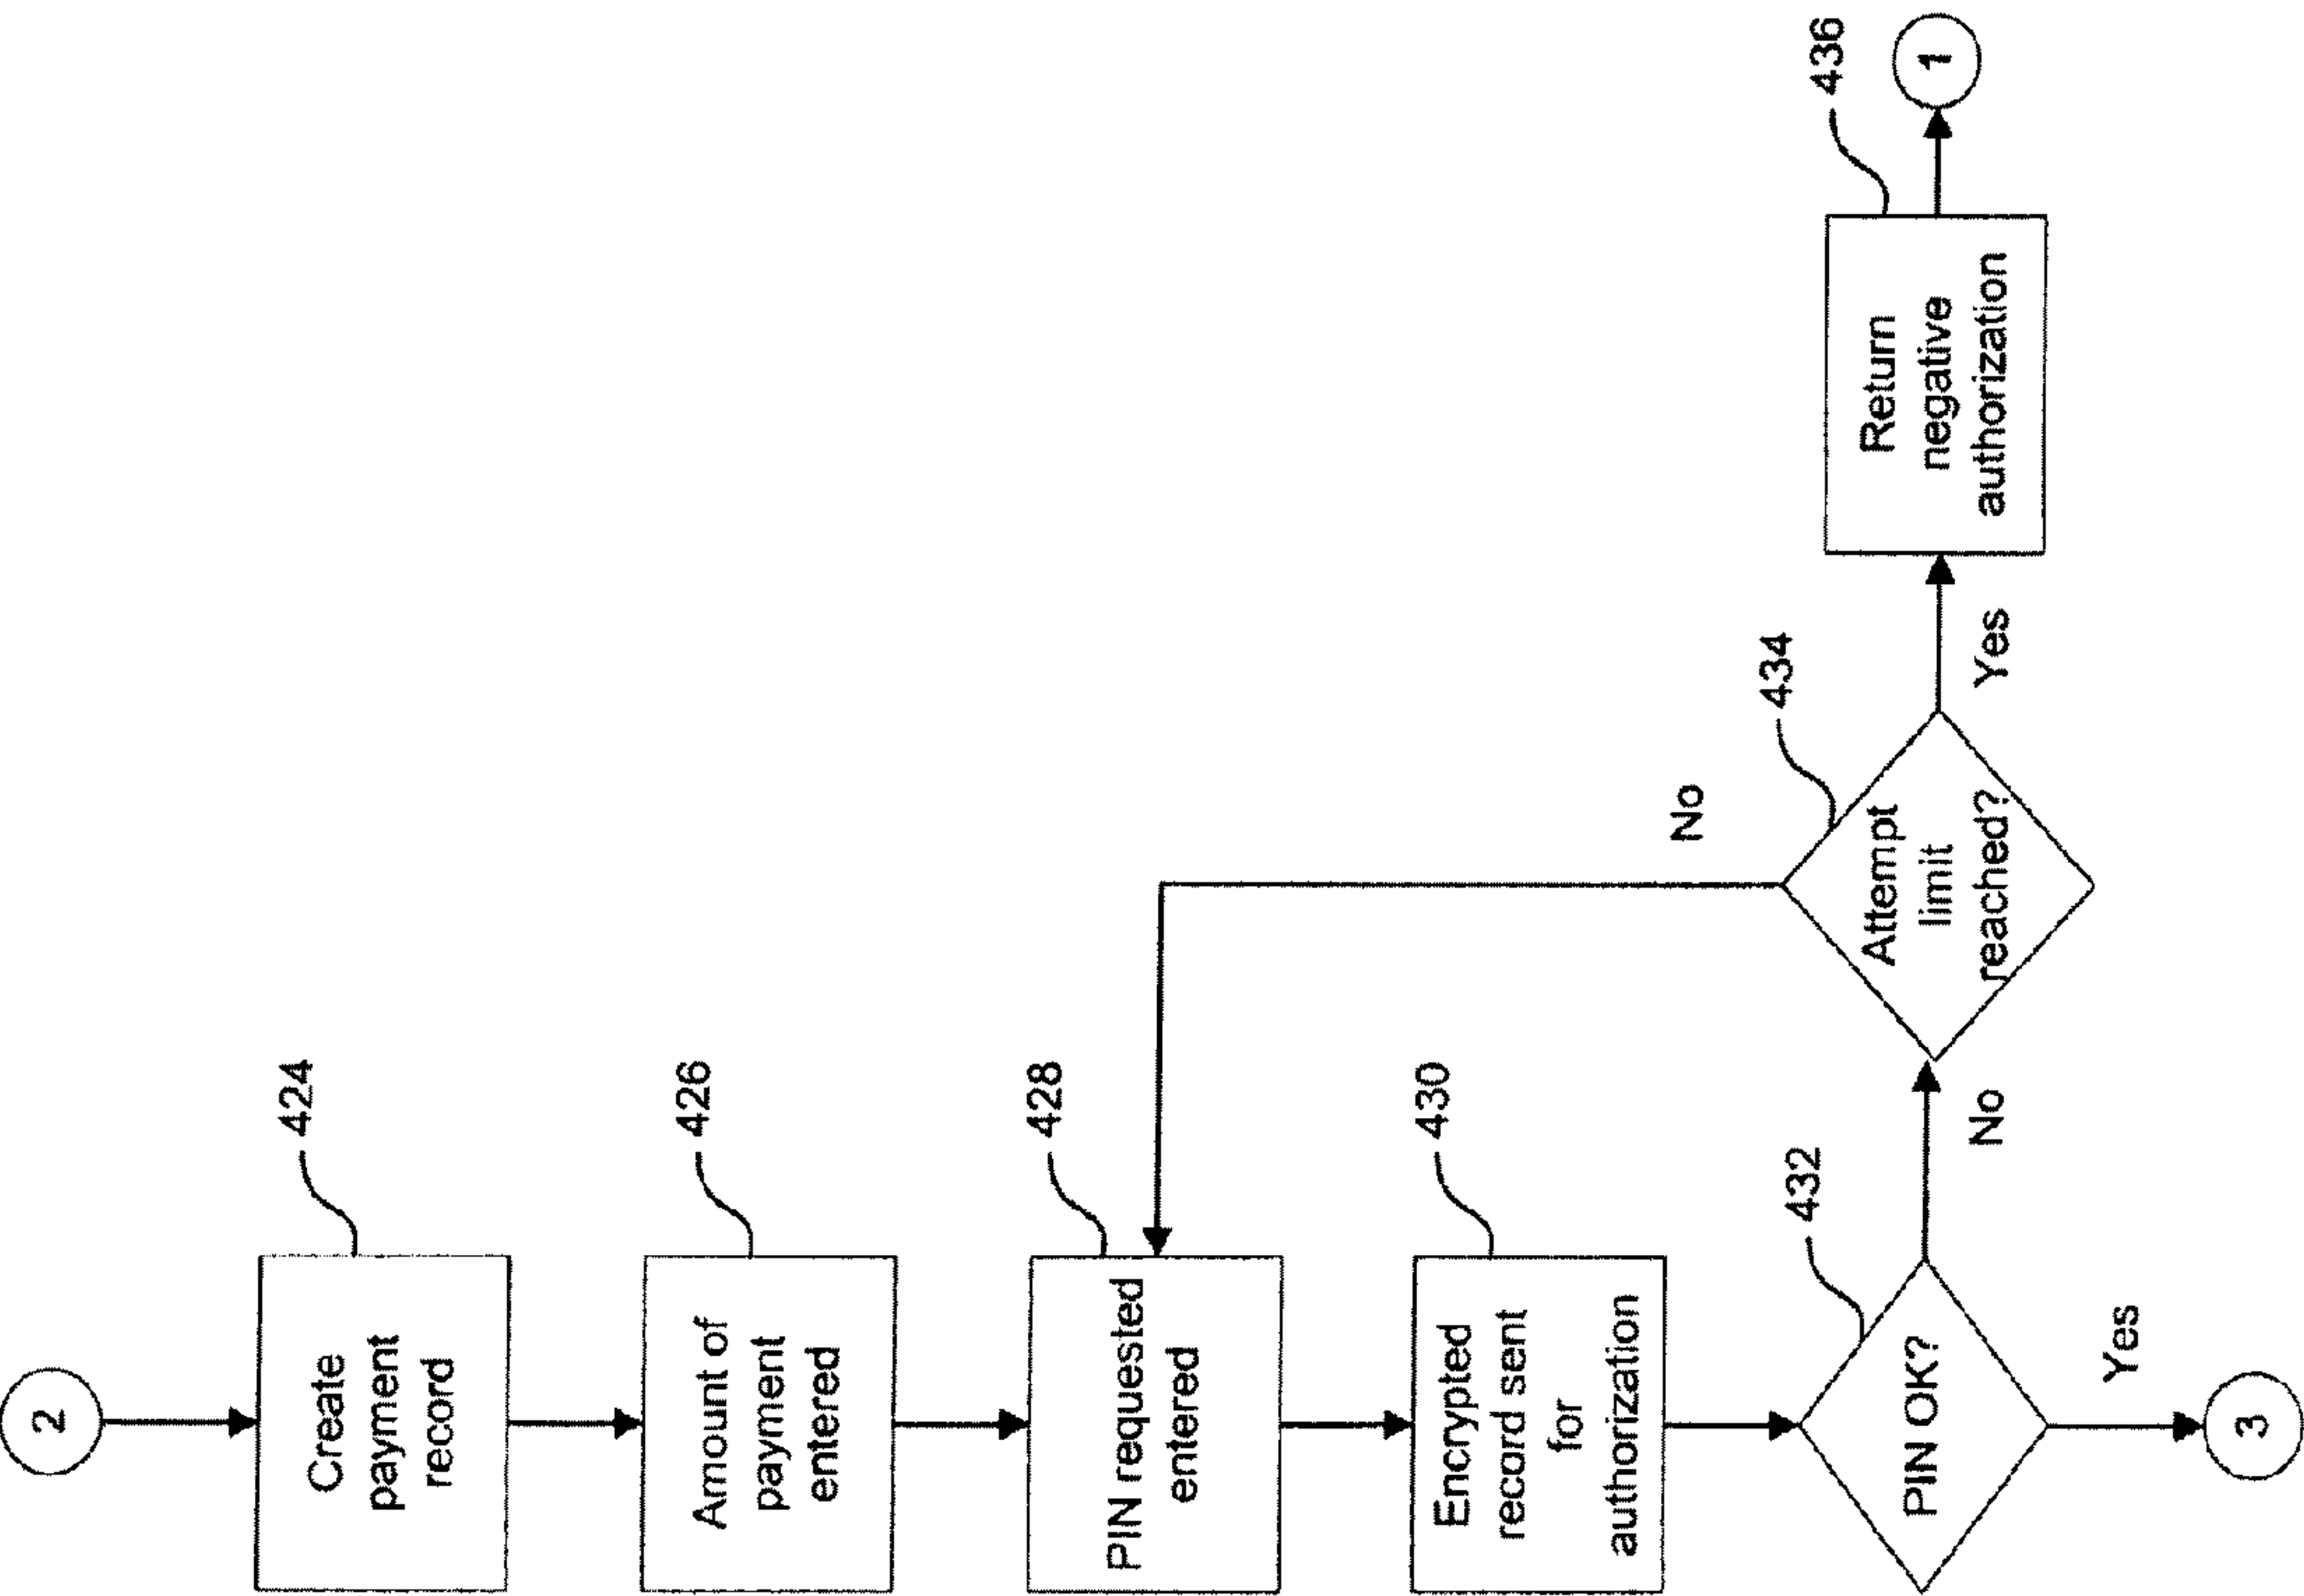 2
424
Create
payment
record
426
Amount of
payment
entered
428
PIN requested
entered
430
Encrypted
record sent
for
authorization
432
PIN OK?
Yes
3
No
434
Attempt
limit
reached?
No
Yes
436
Return
negative
authorization
1